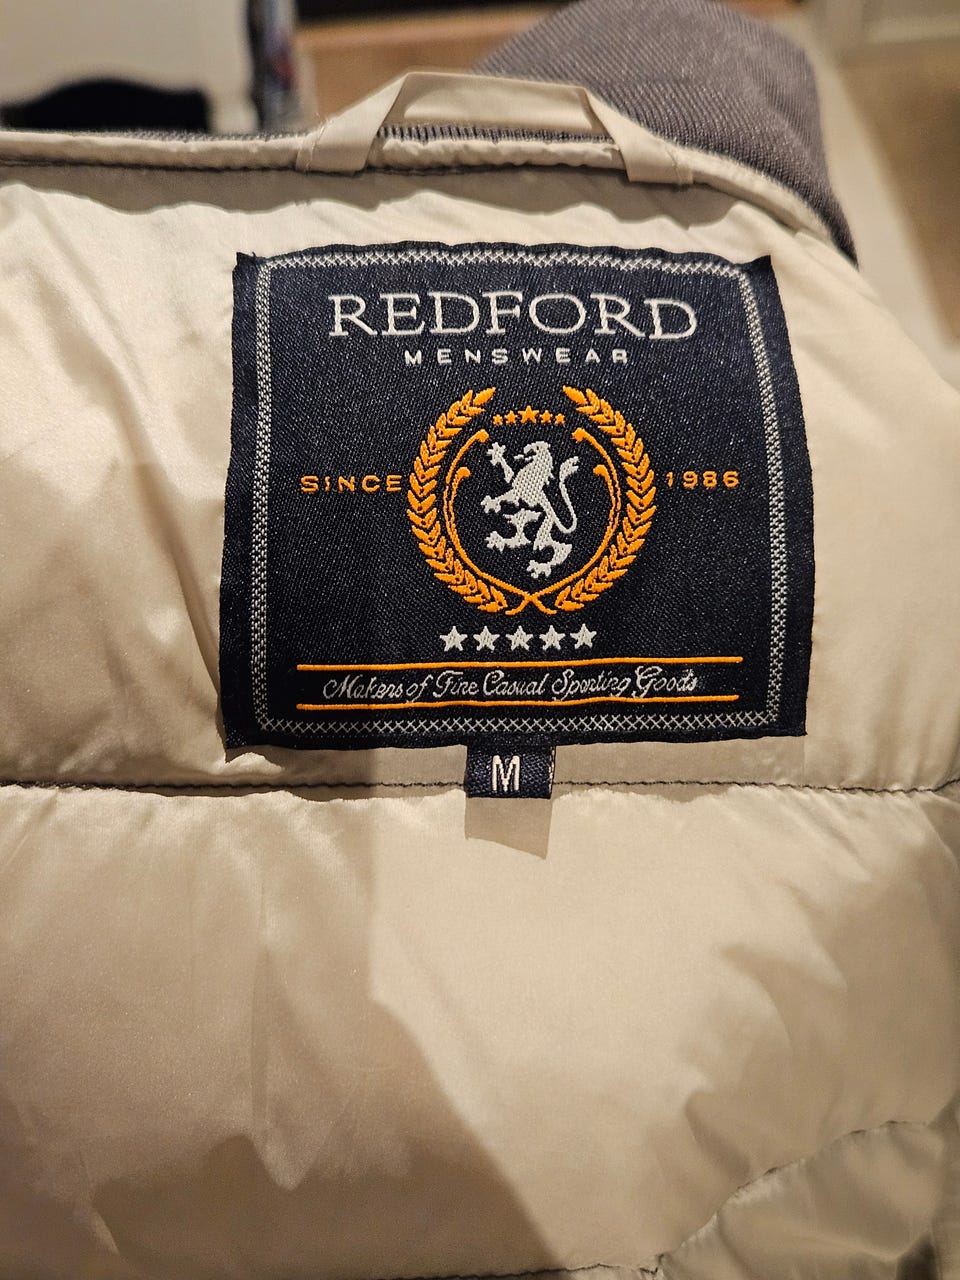 REDFORD
MENSWEAR
SINCE 1986
Makers of Fine Casual Sporting Goods
M